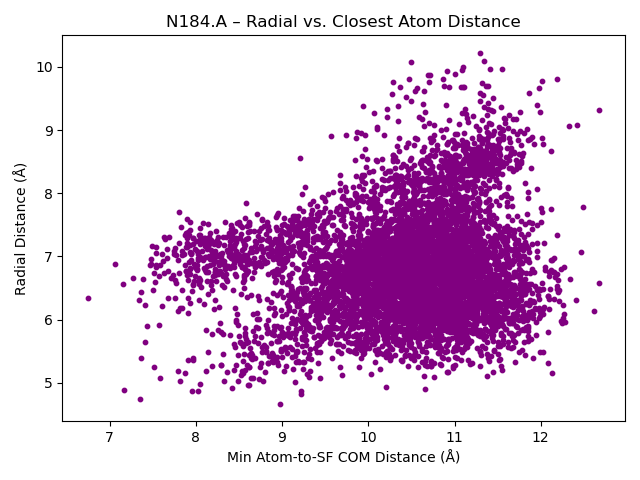 N184.A – Radial vs. Closest Atom Distance
Radial Distance (Å)
10
9
8
7
6
5
7 8 9 10 11 12
Min Atom-to-SF COM Distance (Å)